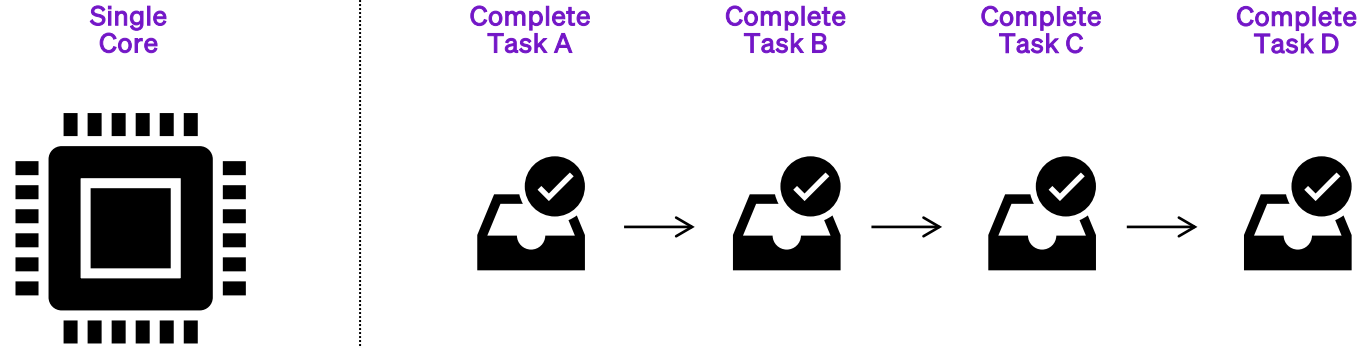 Single
Core
Complete
Task A
Complete
Task B
Complete
Task C
Complete
Task D